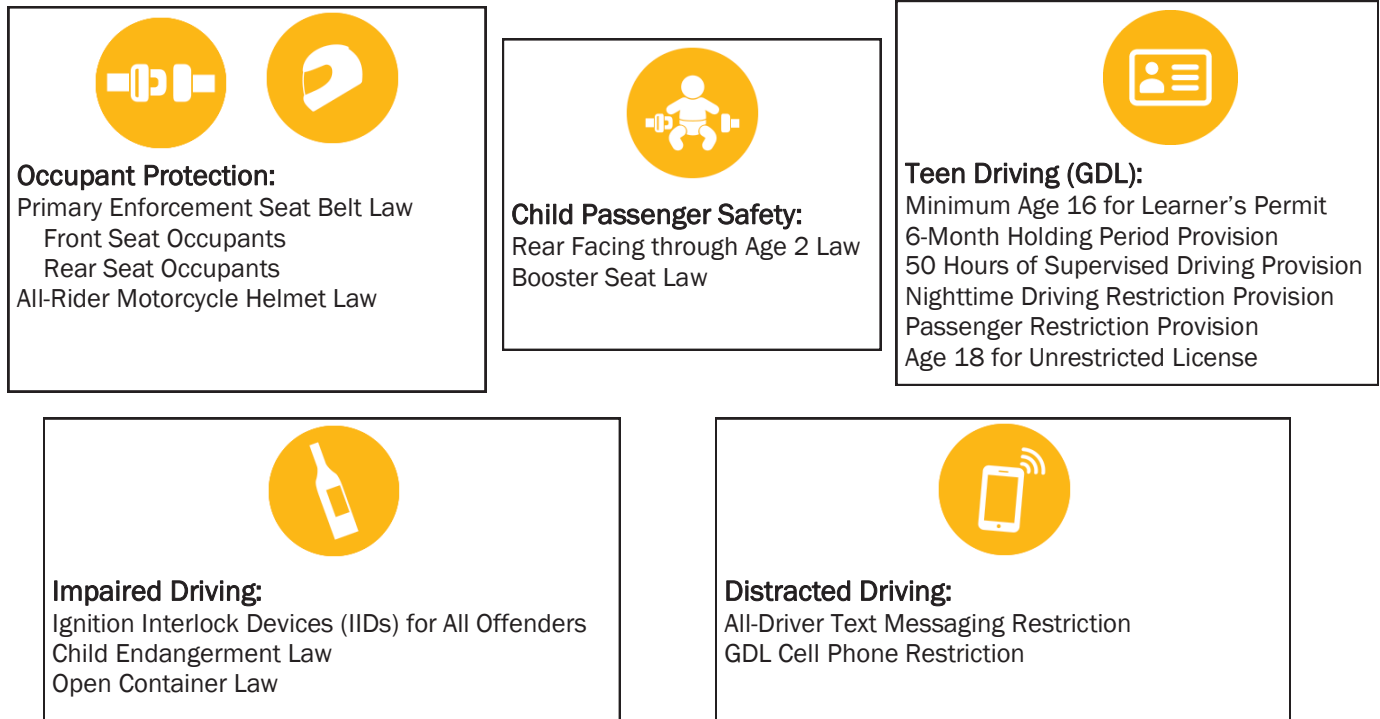 Occupant Protection:
Primary Enforcement Seat Belt Law
Front Seat Occupants
Rear Seat Occupants
All-Rider Motorcycle Helmet Law
Child Passenger Safety:
Rear Facing through Age 2 Law
Booster Seat Law
Teen Driving (GDL):
Minimum Age 16 for Learner’s Permit
6-Month Holding Period Provision
50 Hours of Supervised Driving Provision
Nighttime Driving Restriction Provision
Passenger Restriction Provision
Age 18 for Unrestricted License
Impaired Driving:
Ignition Interlock Devices (IIDs) for All Offenders
Child Endangerment Law
Open Container Law
Distracted Driving:
All-Driver Text Messaging Restriction
GDL Cell Phone Restriction